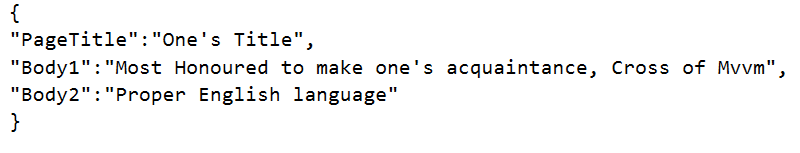 {
"PageTitle":"One's Title",
"Body1":"Most Honoured to make one's acquaintance, Cross of Mvvm",
"Body2":"Proper English language"
}